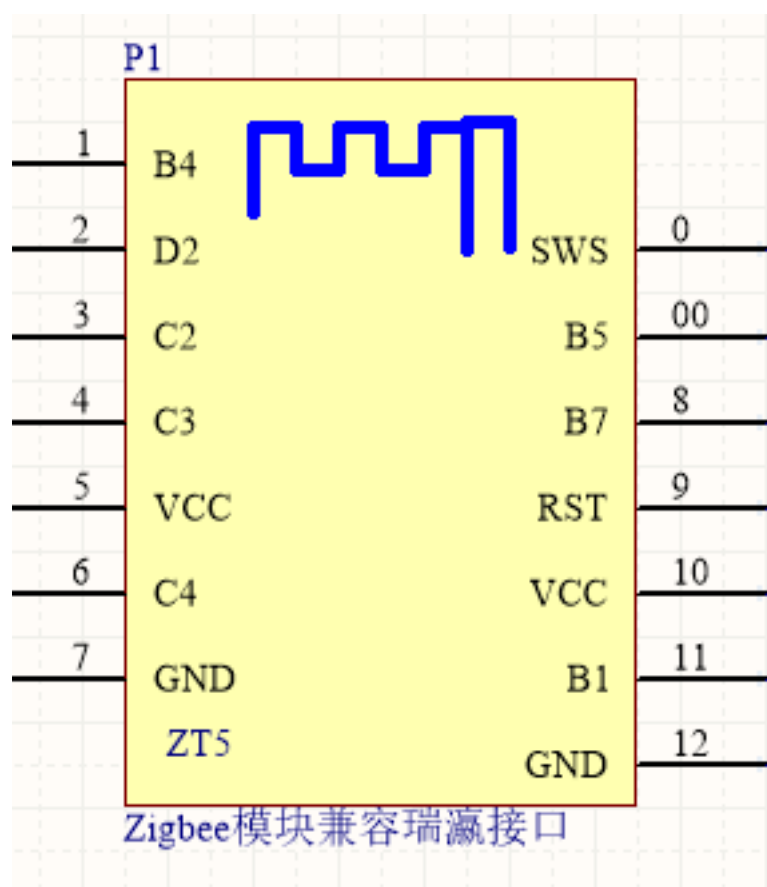 P1
1 B4
2 D2 SWS 0
3 C2 B5 00
4 C3 B7 8
5 VCC RST 9
6 C4 VCC 10
7 GND B1 11
ZT5 GND 12
Zigbee模块兼容瑞瀛接口